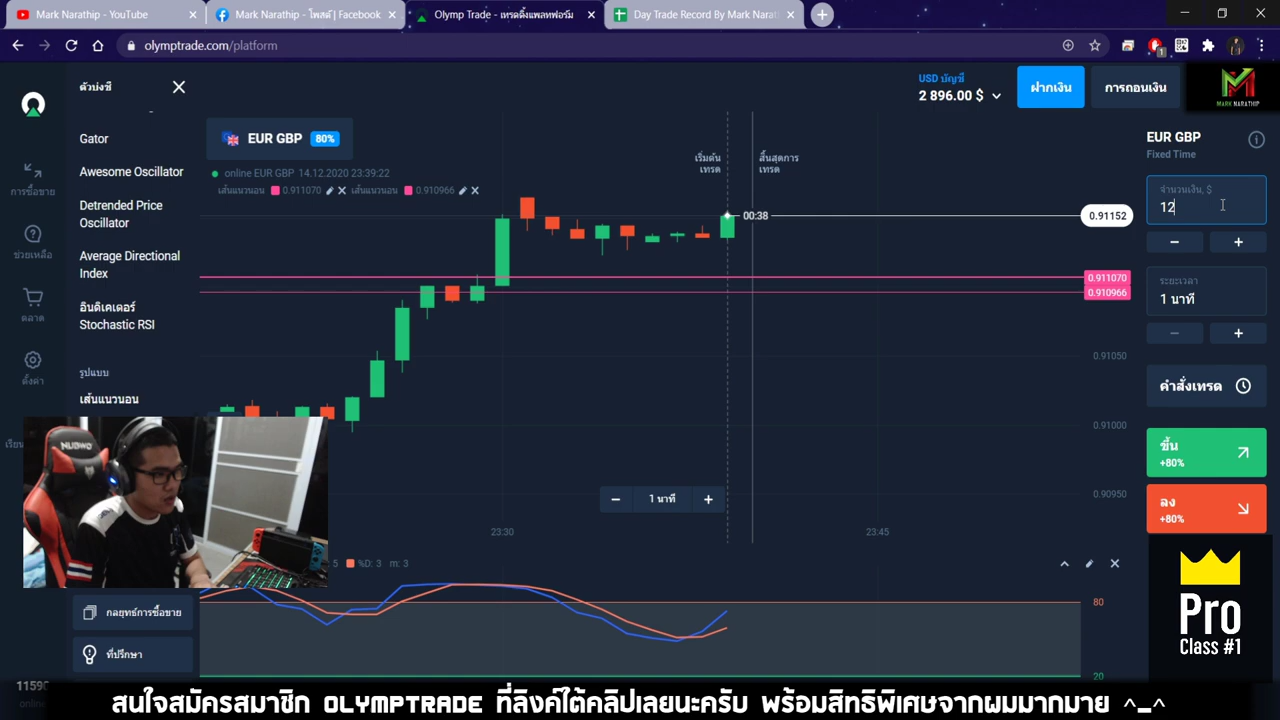 Mark Narathip - YouTube
Mark Narathip - โพสต์ | Facebook
Olymp Trade - เทรดดิ้งแพลทฟอร์ม
Day Trade Record By Mark Narat
olymptrade.com/platform
1
ตัวบ่งชี้
Gator
Awesome Oscillator
Detrended Price
Oscillator
Average Directional
Index
อินดิเคเตอร์
Stochastic RSI
รูปแบบ
เส้นแนวนอน
การซื้อขาย
ช่วยเหลือ
ตลาด
ตั้งค่า
EUR GBP 80%
online EUR GBP 14.12.2020 23:39:22
เส้นแนวนอน 0.911070 เส้นแนวนอน 0.910966
เริ่มต้น
เทรด
สิ้นสุดการ
เทรด
00:38
0.91152
0.911070
0.910966
0.91050
0.91000
0.90950
1 นาที
23:30
23:45
5 %D: 3 m: 3
80
20
USD บัญชี
2 896.00 $
ฝากเงิน
การถอนเงิน
MARK NARATHIP
EUR GBP
Fixed Time
จำนวนเงิน, $
12
ระยะเวลา
1 นาที
คำสั่งเทรด
ขึ้น
+80%
ลง
+80%
Pro
Class #1
NUBWO
กลยุทธ์การซื้อขาย
ที่ปรึกษา
1159
สนใจสมัครสมาชิก OLYMPTRADE ที่ลิงค์ใต้คลิปเลยนะครับ พร้อมสิทธิพิเศษจากผมมากมาย ^_^